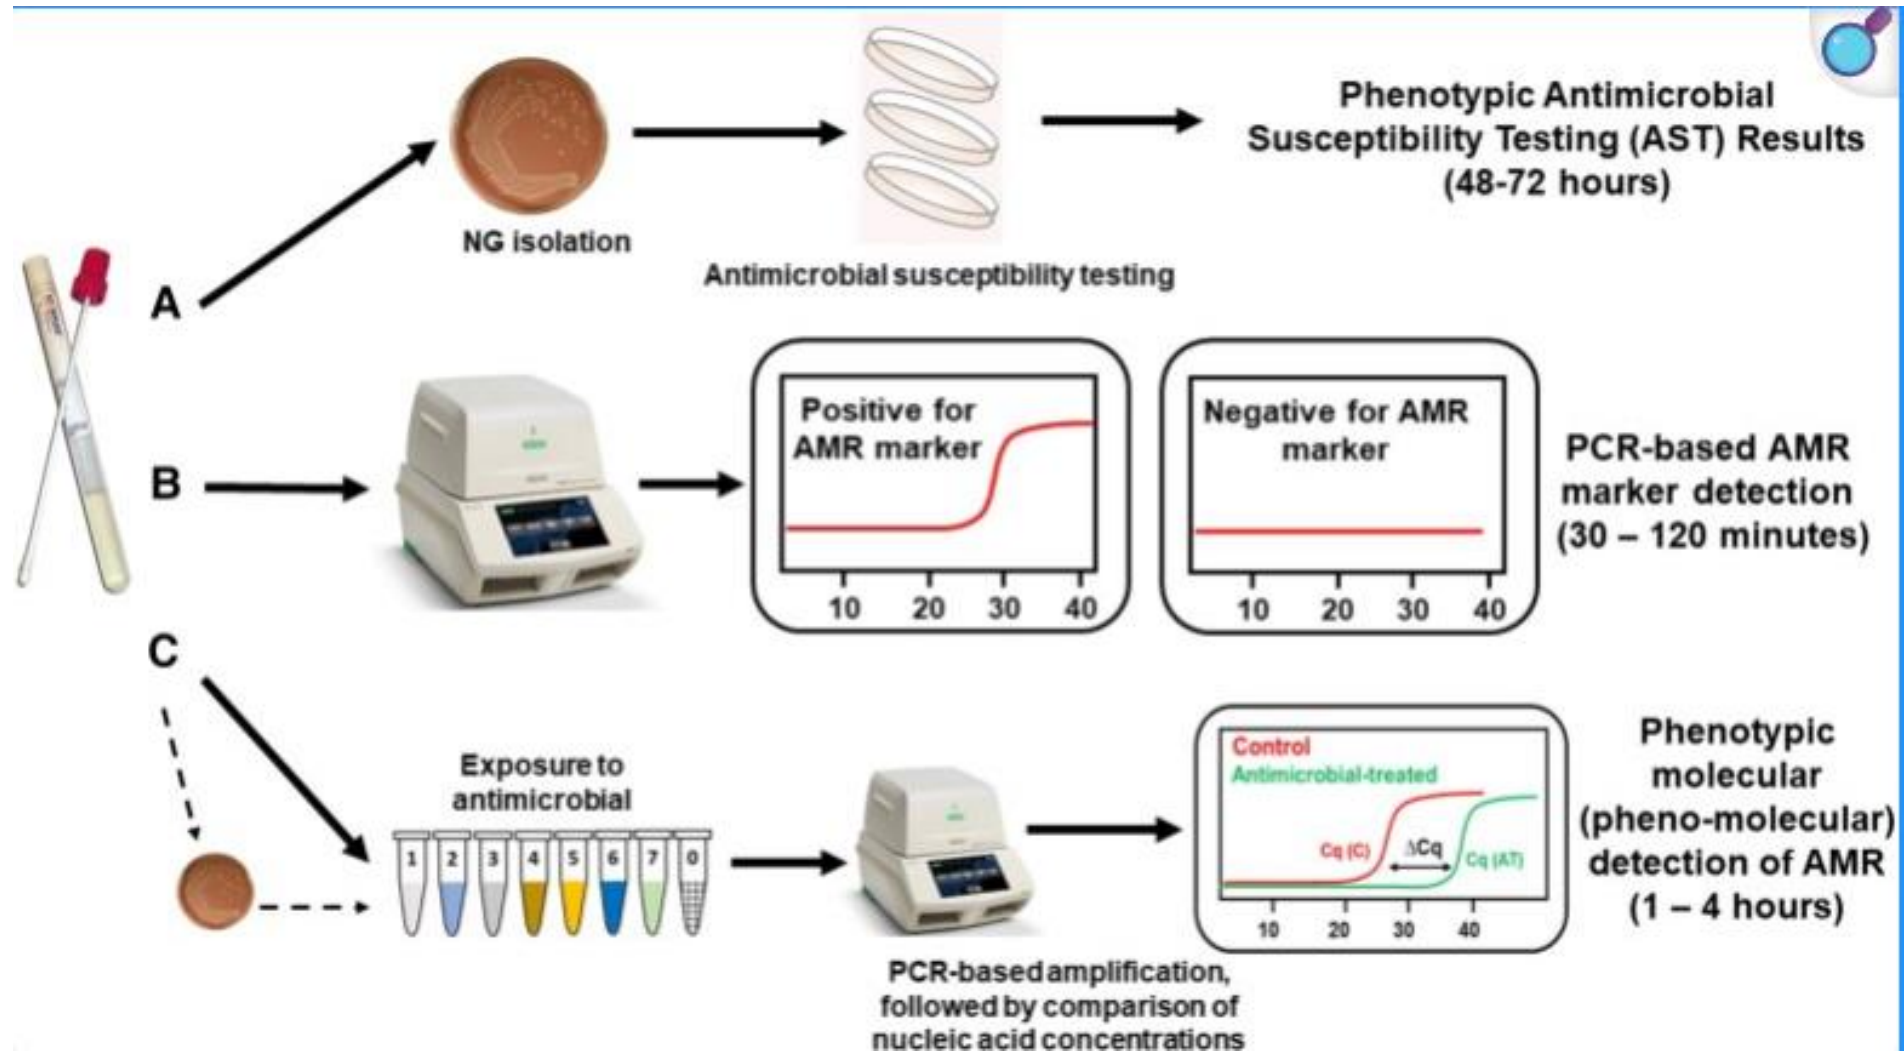 Phenotypic Antimicrobial
Susceptibility Testing (AST) Results
(48-72 hours)
NG isolation
Antimicrobial susceptibility testing
A
Positive for
AMR marker
10 20 30 40
Negative for AMR
marker
10 20 30 40
PCR-based AMR
marker detection
(30 – 120 minutes)
B
C
Exposure to
antimicrobial
1 2 3 4 5 6 7 0
Control
Antimicrobial-treated
Cq (C)
ΔCq
Cq (AT)
10 20 30 40
Phenotypic
molecular
(pheno-molecular)
detection of AMR
(1 – 4 hours)
PCR-based amplification,
followed by comparison of
nucleic acid concentrations